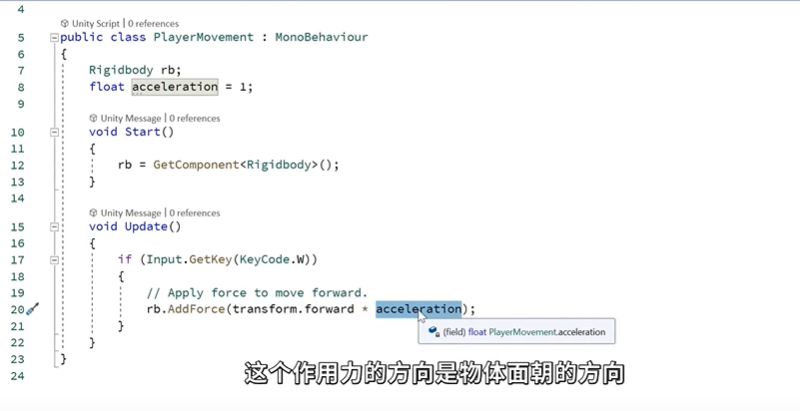 4
Unity Script | 0 references
5 public class PlayerMovement : MonoBehaviour
6 {
7 Rigidbody rb;
8 float acceleration = 1;
9
Unity Message | 0 references
10 void Start()
11 {
12 rb = GetComponent<Rigidbody>();
13 }
14
Unity Message | 0 references
15 void Update()
16 {
17 if (Input.GetKey(KeyCode.W))
18 {
19 // Apply force to move forward.
20 rb.AddForce(transform.forward * acceleration);
21 }
(field) float PlayerMovement.acceleration
22 }
23 }
这个作用力的方向是物体面朝的方向
24